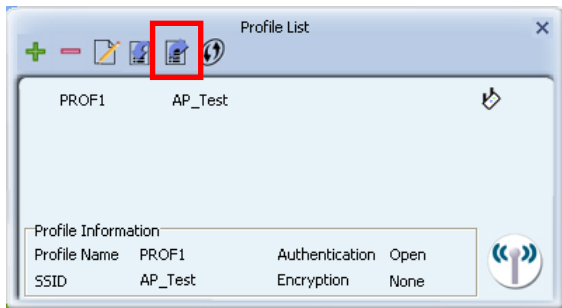 Profile List
PROF1 AP_Test
Profile Information
Profile Name PROF1 Authentication Open
SSID AP_Test Encryption None